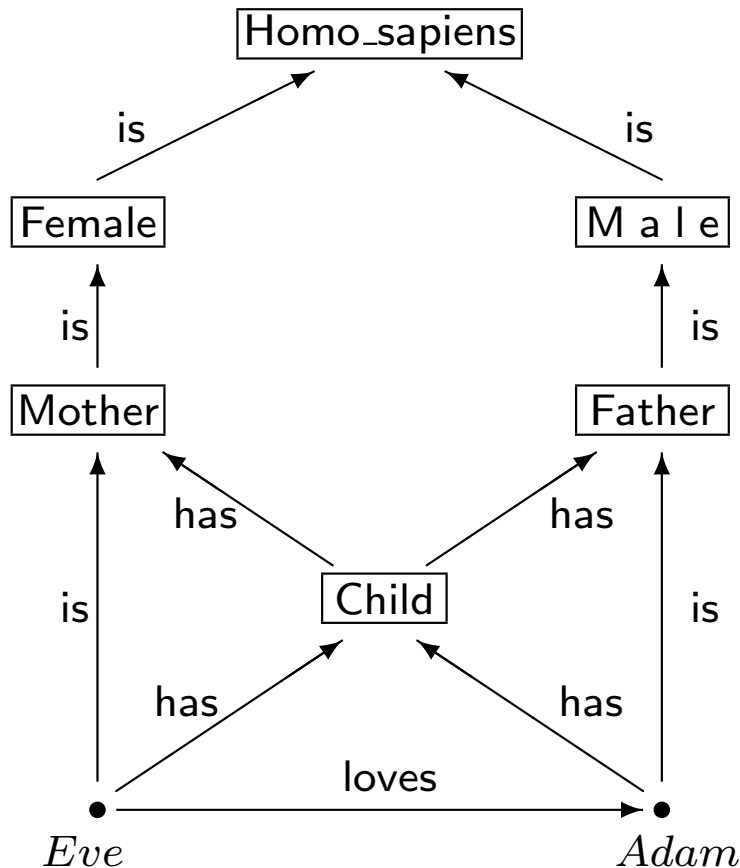 Homo_sapiens
is is
Female M a l e
is is
Mother Father
has has
Child
is is
has has
loves
Eve Adam